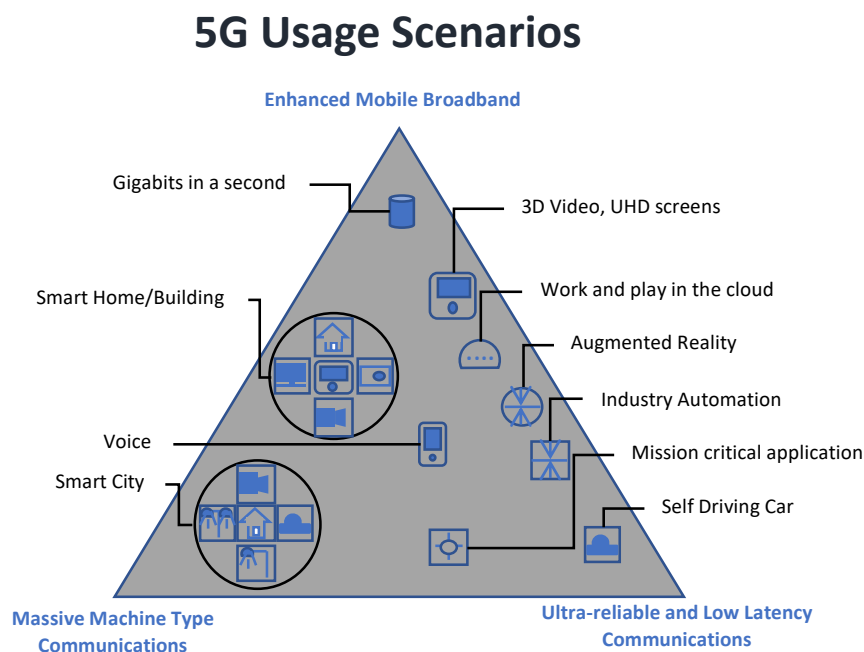 5G Usage Scenarios
Enhanced Mobile Broadband
Gigabits in a second
3D Video, UHD screens
Smart Home/Building
Work and play in the cloud
Augmented Reality
Industry Automation
Voice
Mission critical application
Smart City
Self Driving Car
Massive Machine Type
Communications
Ultra-reliable and Low Latency
Communications